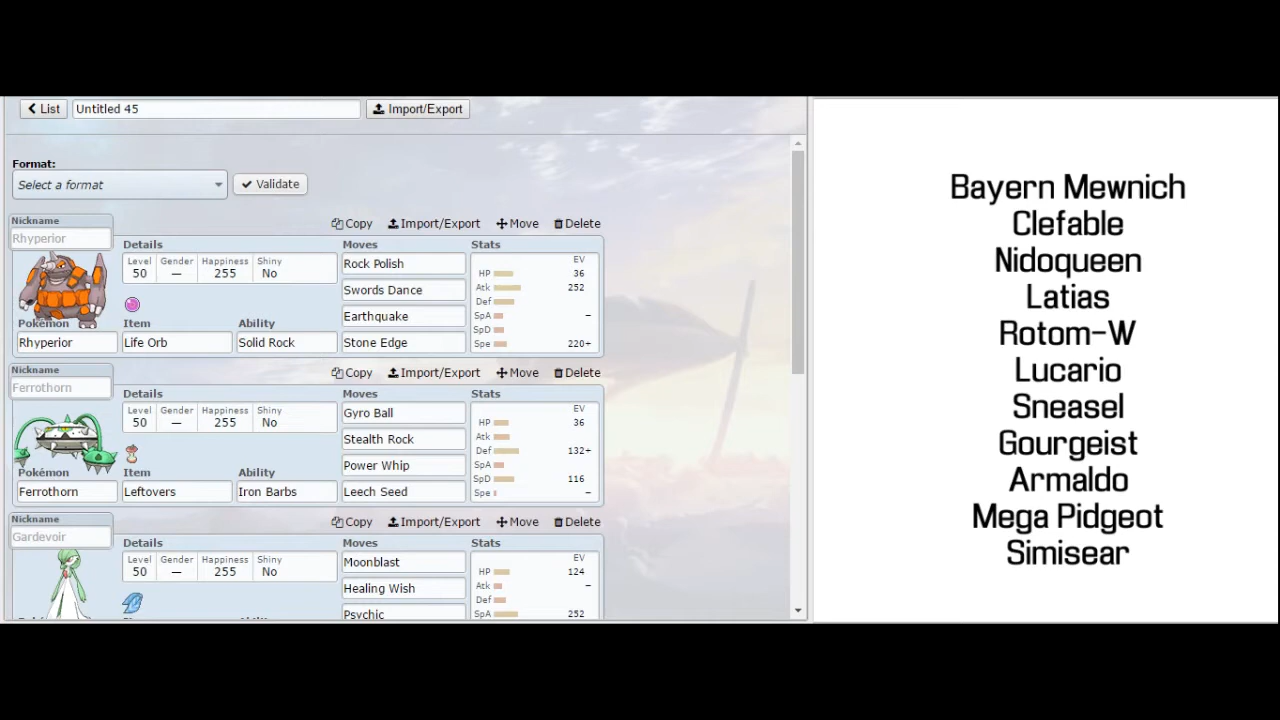 List
Untitled 45
Import/Export
Format:
Select a format
Validate
Copy Import/Export Move Delete
Nickname
Rhyperior
Details
Level Gender Happiness Shiny
50 — 255 No
Pokémon Item Ability
Rhyperior Life Orb Solid Rock
Moves
Rock Polish
Swords Dance
Earthquake
Stone Edge
Stats
EV
HP 36
Atk 252
Def
SpA –
SpD
Spe 220+
Copy Import/Export Move Delete
Nickname
Ferrothorn
Details
Level Gender Happiness Shiny
50 — 255 No
Pokémon Item Ability
Ferrothorn Leftovers Iron Barbs
Moves
Gyro Ball
Stealth Rock
Power Whip
Leech Seed
Stats
EV
HP 36
Atk
Def 132+
SpA
SpD 116
Spe –
Copy Import/Export Move Delete
Nickname
Gardevoir
Details
Level Gender Happiness Shiny
50 — 255 No
Moves
Moonblast
Healing Wish
Psychic
Stats
EV
HP 124
Atk –
Def
SpA 252
Bayern Mewnich
Clefable
Nidoqueen
Latias
Rotom-W
Lucario
Sneasel
Gourgeist
Armaldo
Mega Pidgeot
Simisear